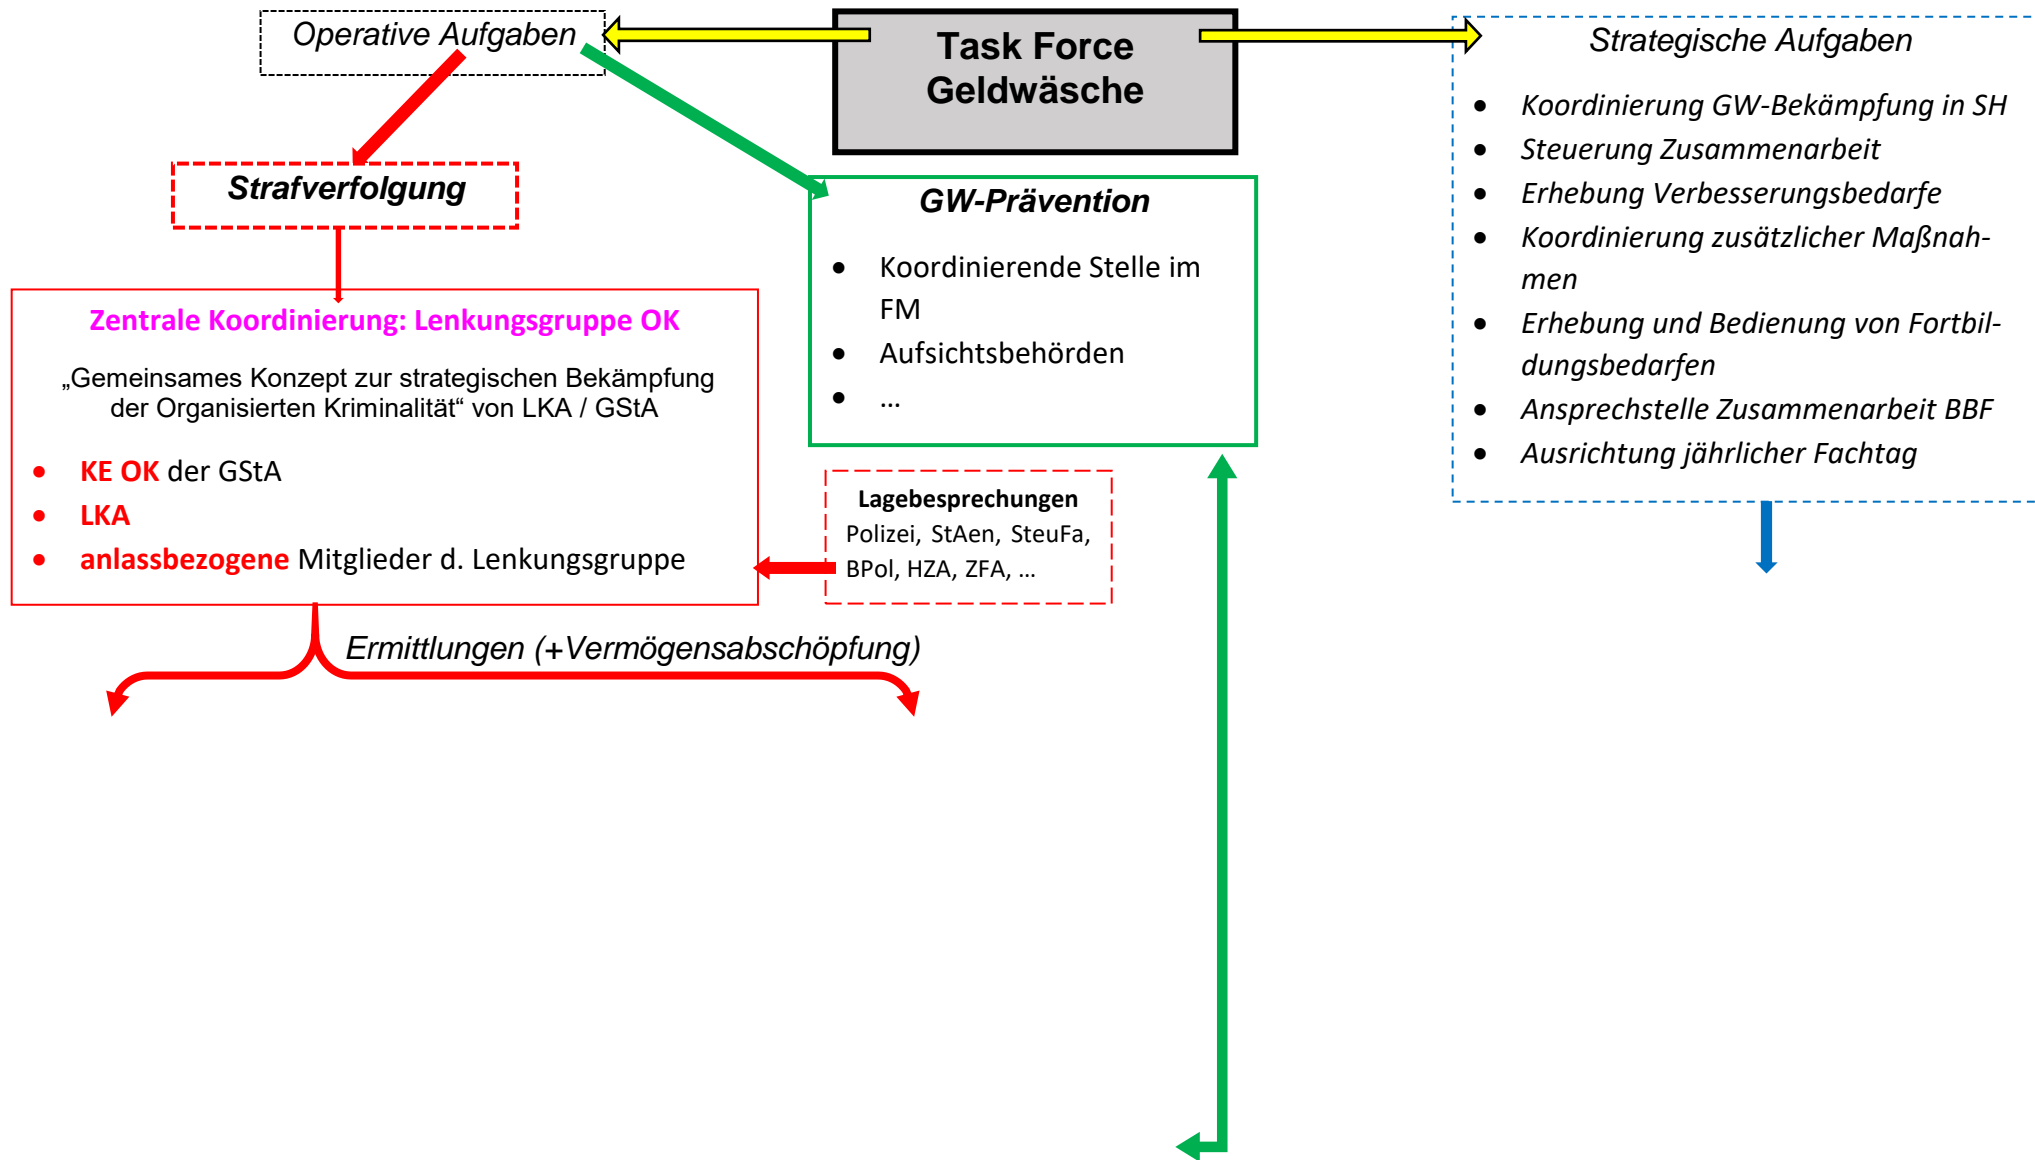 Operative Aufgaben
Task Force
Geldwäsche
Strategische Aufgaben
• Koordinierung GW-Bekämpfung in SH
• Steuerung Zusammenarbeit
• Erhebung Verbesserungsbedarfe
• Koordinierung zusätzlicher Maßnah-
men
• Erhebung und Bedienung von Fortbil-
dungsbedarfen
• Ansprechstelle Zusammenarbeit BBF
• Ausrichtung jährlicher Fachtag
Strafverfolgung
GW-Prävention
• Koordinierende Stelle im
FM
• Aufsichtsbehörden
• …
Zentrale Koordinierung: Lenkungsgruppe OK
„Gemeinsames Konzept zur strategischen Bekämpfung
der Organisierten Kriminalität“ von LKA / GStA
• KE OK der GStA
• LKA
• anlassbezogene Mitglieder d. Lenkungsgruppe
Lagebesprechungen
Polizei, StAen, SteuFa,
BPol, HZA, ZFA, …
Ermittlungen (+Vermögensabschöpfung)